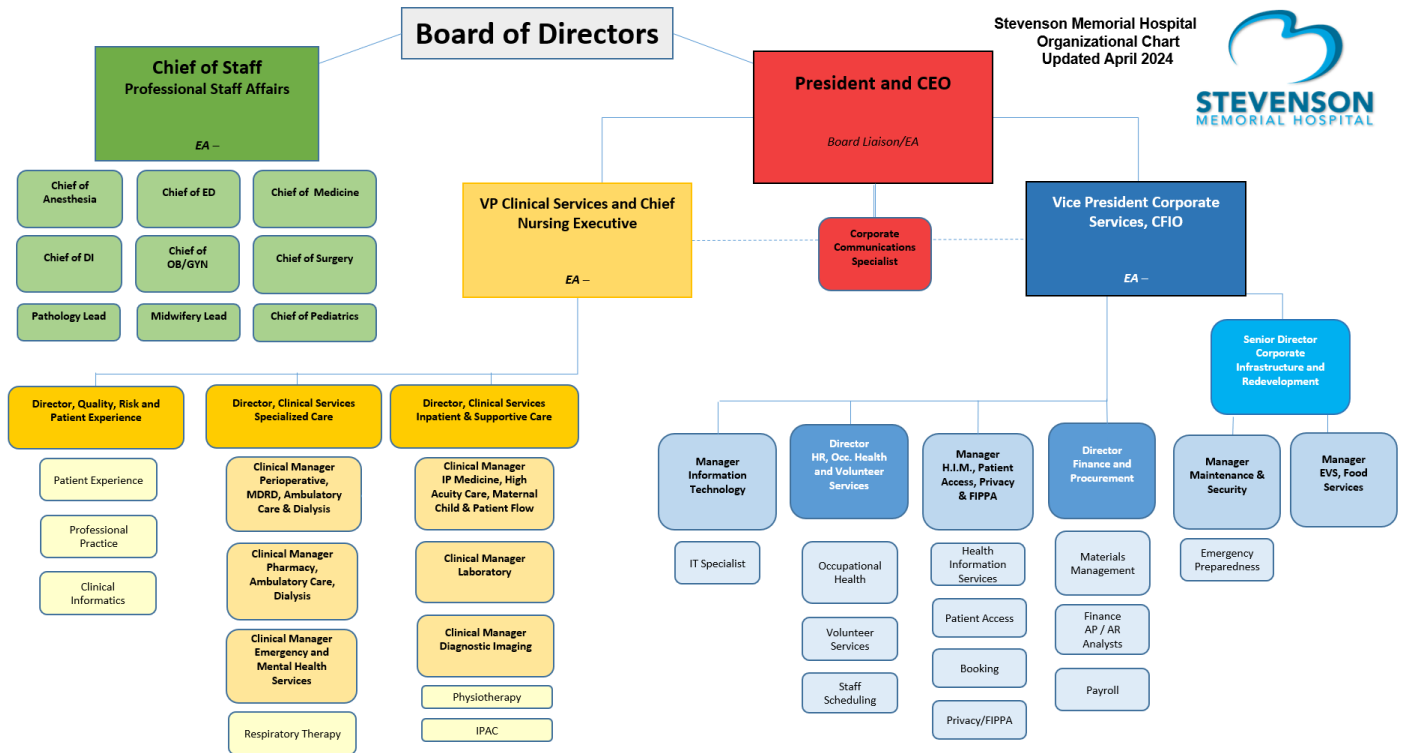 Board of Directors
Stevenson Memorial Hospital
Organizational Chart
Updated April 2024
STEVENSON
MEMORIAL HOSPITAL
Chief of Staff
Professional Staff Affairs
EA –
President and CEO
Board Liaison/EA
Chief of
Anesthesia
Chief of ED
Chief of Medicine
Chief of DI
Chief of
OB/GYN
Chief of Surgery
Pathology Lead
Midwifery Lead
Chief of Pediatrics
VP Clinical Services and Chief
Nursing Executive
EA –
Corporate
Communications
Specialist
Vice President Corporate
Services, CFIO
EA –
Senior Director
Corporate
Infrastructure and
Redevelopment
Director, Quality, Risk and
Patient Experience
Patient Experience
Professional
Practice
Clinical
Informatics
Director, Clinical Services
Specialized Care
Clinical Manager
Perioperative,
MDRD, Ambulatory
Care & Dialysis
Clinical Manager
Pharmacy,
Ambulatory Care,
Dialysis
Clinical Manager
Emergency and
Mental Health
Services
Respiratory Therapy
Director, Clinical Services
Inpatient & Supportive Care
Clinical Manager
IP Medicine, High
Acuity Care, Maternal
Child & Patient Flow
Clinical Manager
Laboratory
Clinical Manager
Diagnostic Imaging
Physiotherapy
IPAC
Manager
Information
Technology
IT Specialist
Director
HR, Occ. Health
and Volunteer
Services
Occupational
Health
Volunteer
Services
Staff
Scheduling
Manager
H.I.M., Patient
Access, Privacy
& FIPPA
Health
Information
Services
Patient Access
Booking
Privacy/FIPPA
Director
Finance and
Procurement
Materials
Management
Finance
AP / AR
Analysts
Payroll
Manager
Maintenance &
Security
Emergency
Preparedness
Manager
EVS, Food
Services